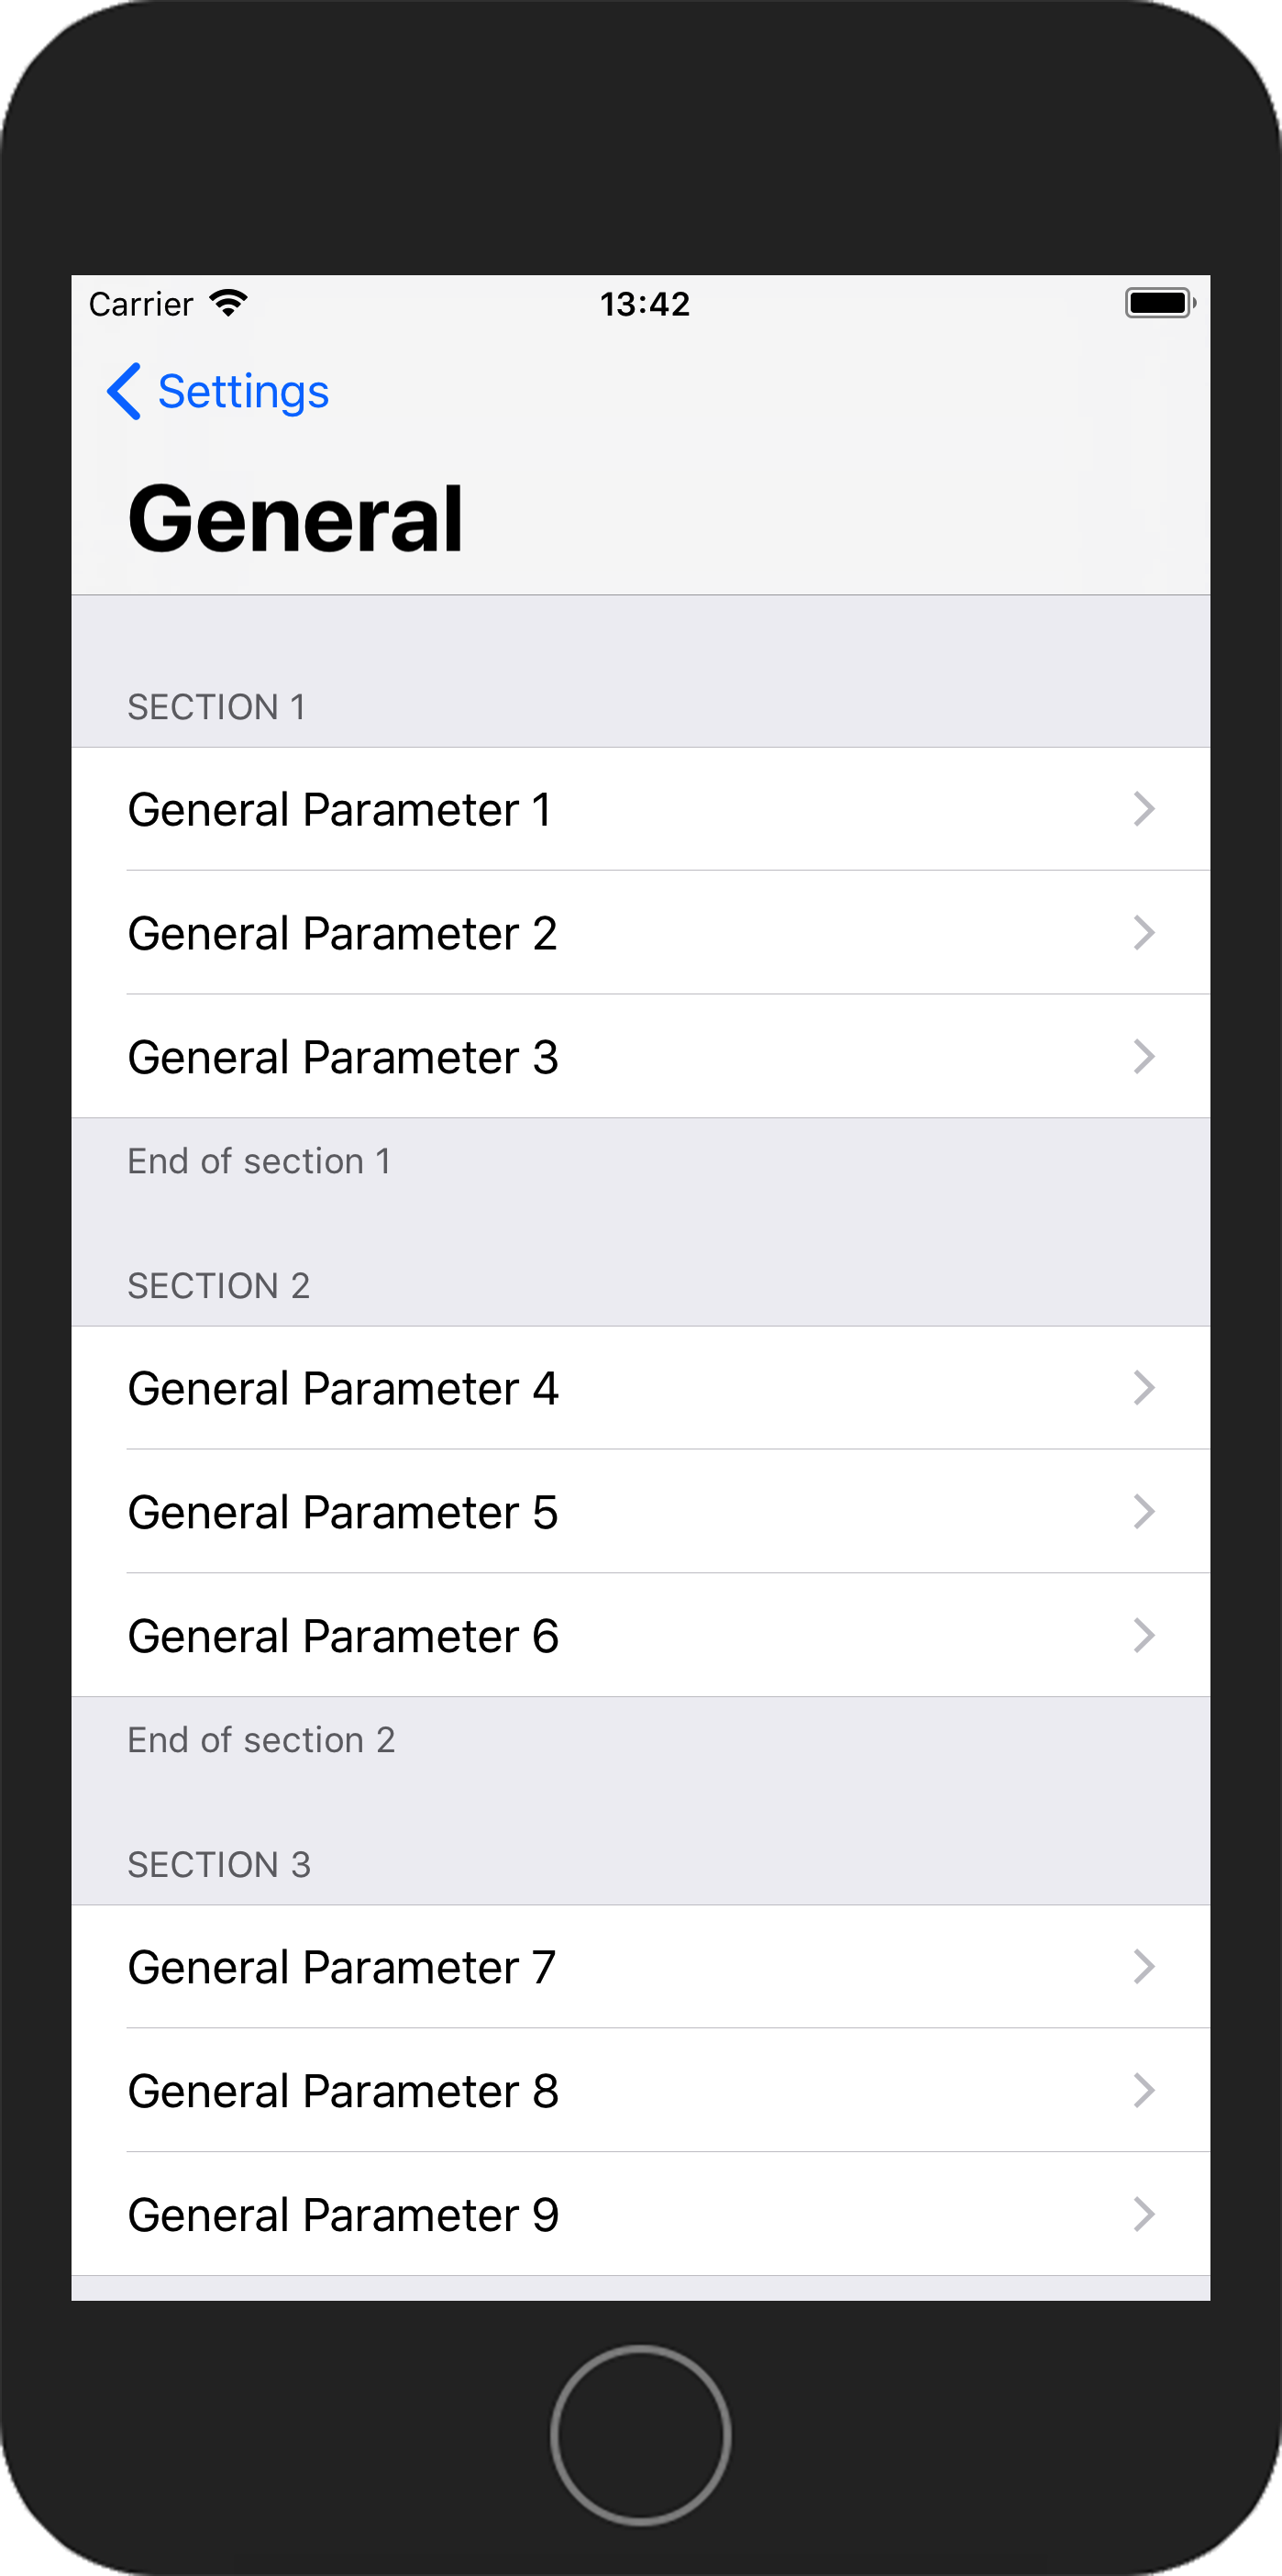 Carrier 13:42
Settings
General
SECTION 1
General Parameter 1
General Parameter 2
General Parameter 3
End of section 1
SECTION 2
General Parameter 4
General Parameter 5
General Parameter 6
End of section 2
SECTION 3
General Parameter 7
General Parameter 8
General Parameter 9